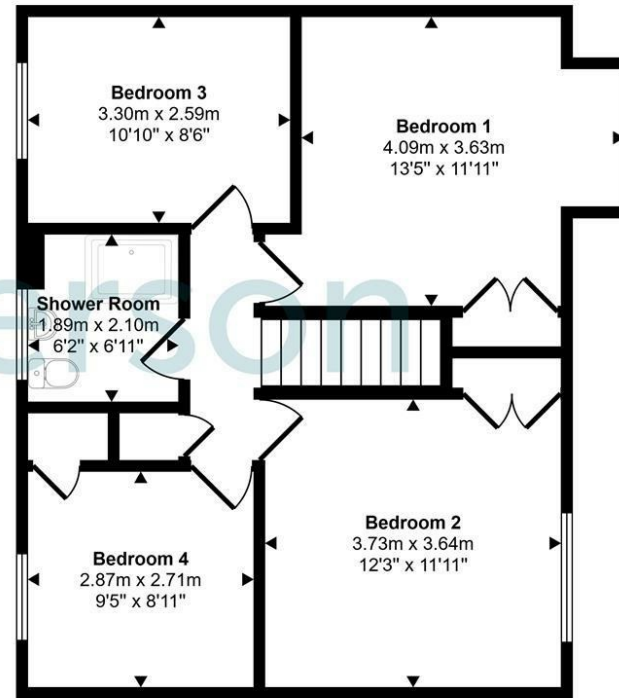 Bedroom 3
3.30m x 2.59m
10'10" x 8'6"
Bedroom 1
4.09m x 3.63m
13'5" x 11'11"
Shower Room
1.89m x 2.10m
6'2" x 6'11"
erson
Bedroom 2
3.73m x 3.64m
12'3" x 11'11"
Bedroom 4
2.87m x 2.71m
9'5" x 8'11"